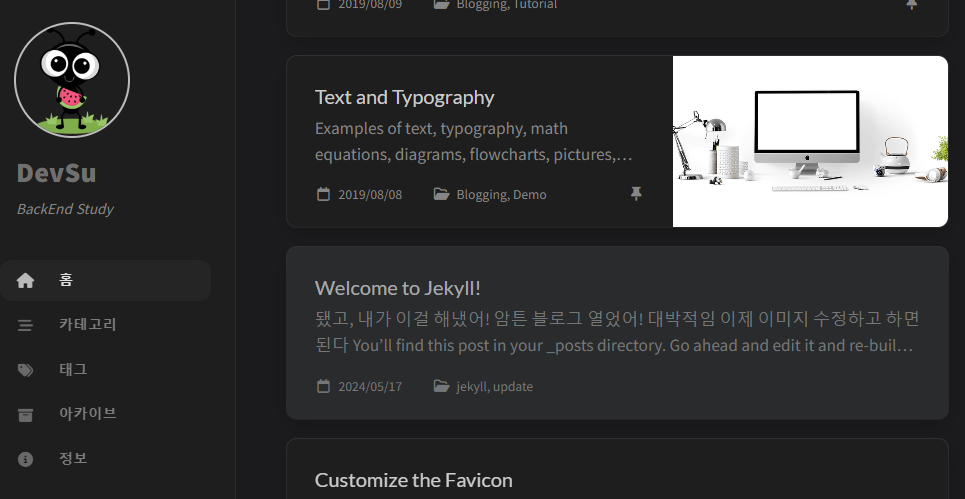 2019/08/09 Blogging, Tutorial
DevSu
BackEnd Study
홈
카테고리
태그
아카이브
정보
Text and Typography
Examples of text, typography, math
equations, diagrams, flowcharts, pictures,…
2019/08/08 Blogging, Demo
Welcome to Jekyll!
됐고, 내가 이걸 해냈어! 암튼 블로그 열었어! 대박적임 이제 이미지 수정하고 하면
된다 You’ll find this post in your _posts directory. Go ahead and edit it and re-buil…
2024/05/17 jekyll, update
Customize the Favicon